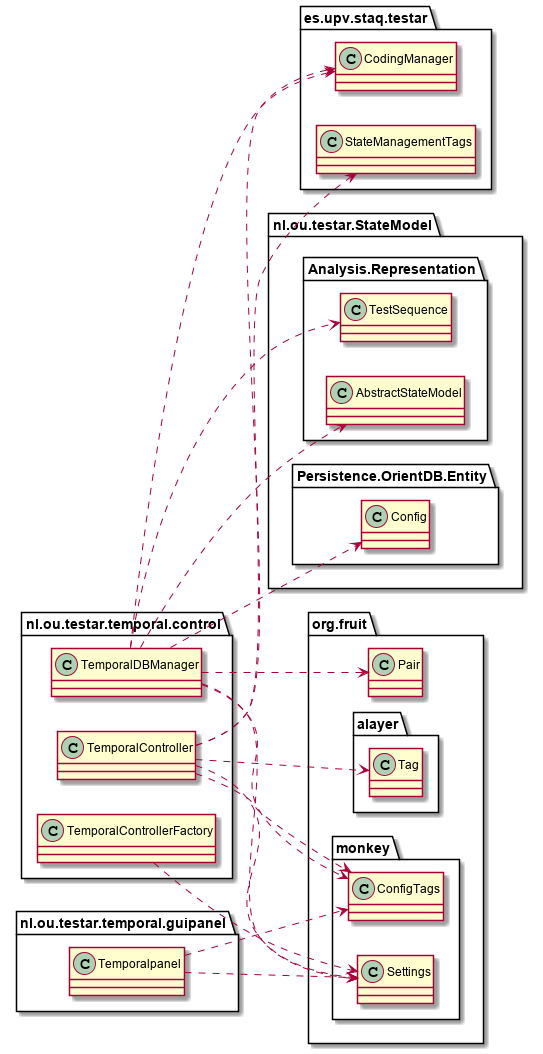 es.upv.staq.testar
C CodingManager
C StateManagementTags
nl.ou.testar.StateModel
Analysis.Representation
C TestSequence
C AbstractStateModel
Persistence.OrientDB.Entity
C Config
nl.ou.testar.temporal.control
C TemporalDBManager
C TemporalController
C TemporalControllerFactory
org.fruit
C Pair
alayer
C Tag
monkey
C ConfigTags
C Settings
nl.ou.testar.temporal.guipanel
C Temporalpanel